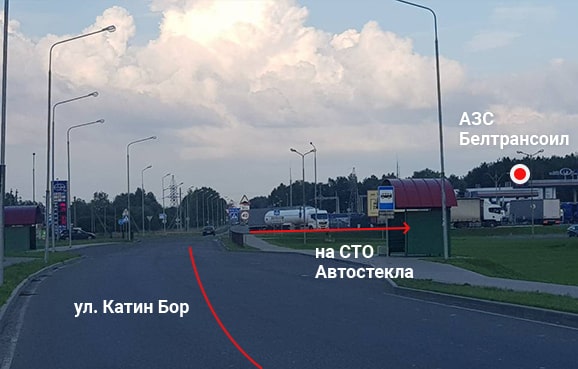 АЗС
Белтрансоил
на СТО
Автостекла
ул. Катин Бор